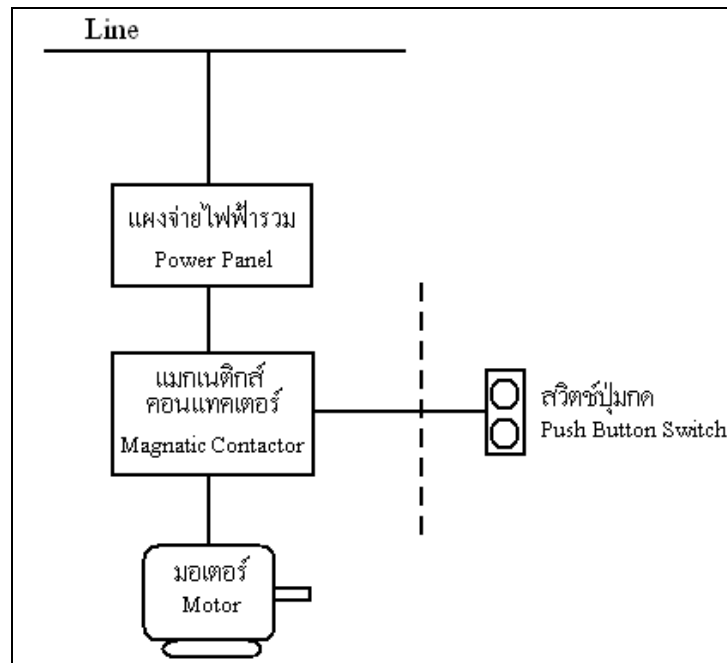 Line
แผงจ่ายไฟฟ้ารวม
Power Panel
แมกเนติกส์
คอนแทคเตอร์
Magnatic Contactor
สวิตช์ปุ่มกด
Push Button Switch
มอเตอร์
Motor